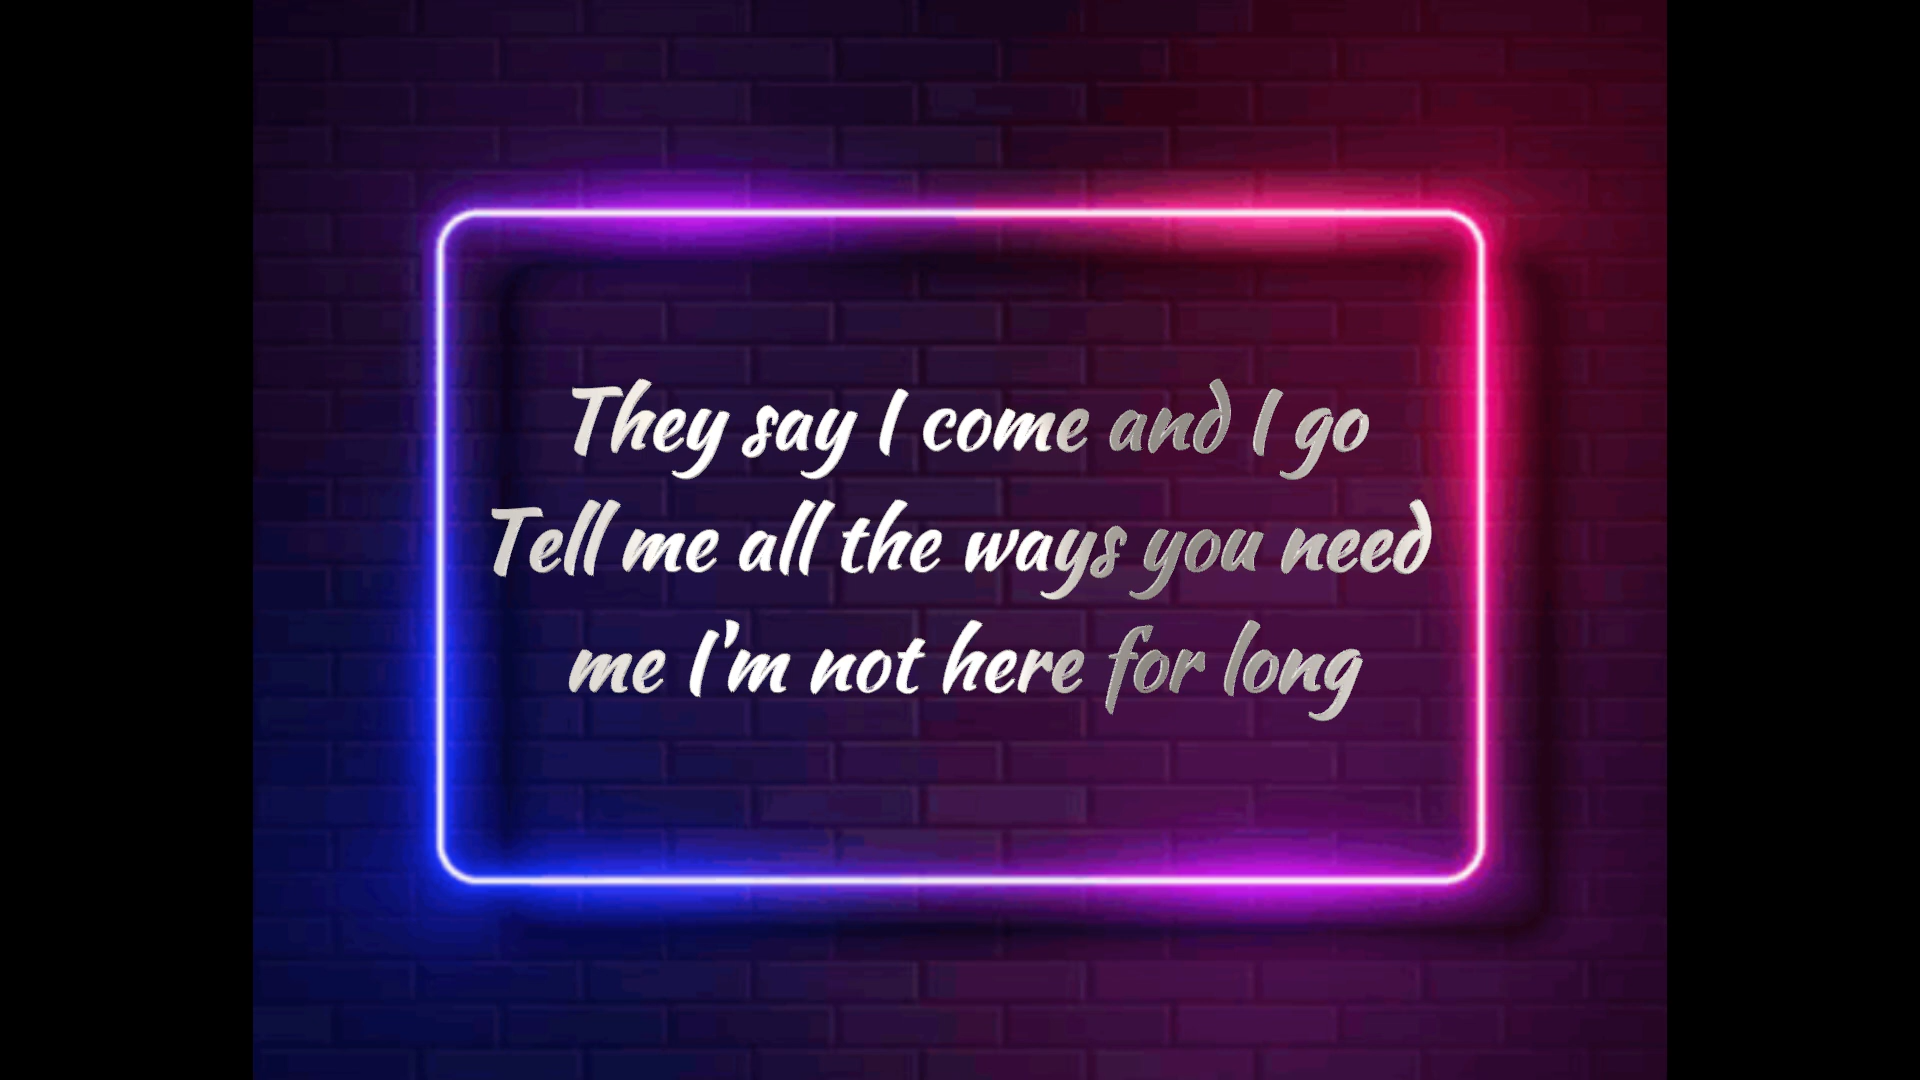 They say I come and I go
Tell me all the ways you need
me I'm not here for long